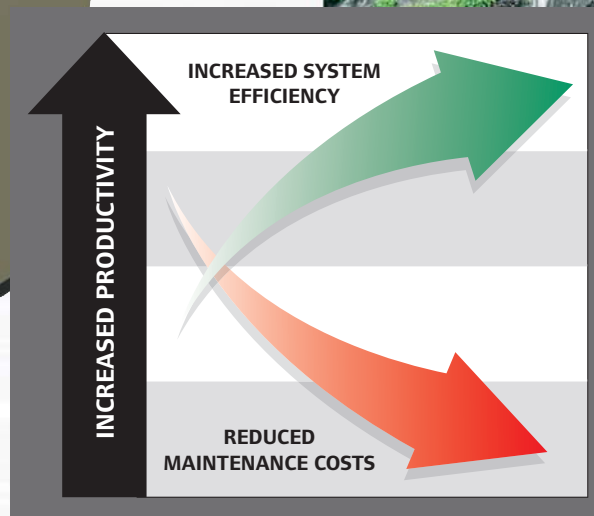 INCREASED SYSTEM
EFFICIENCY
INCREASED PRODUCTIVITY
REDUCED
MAINTENANCE COSTS